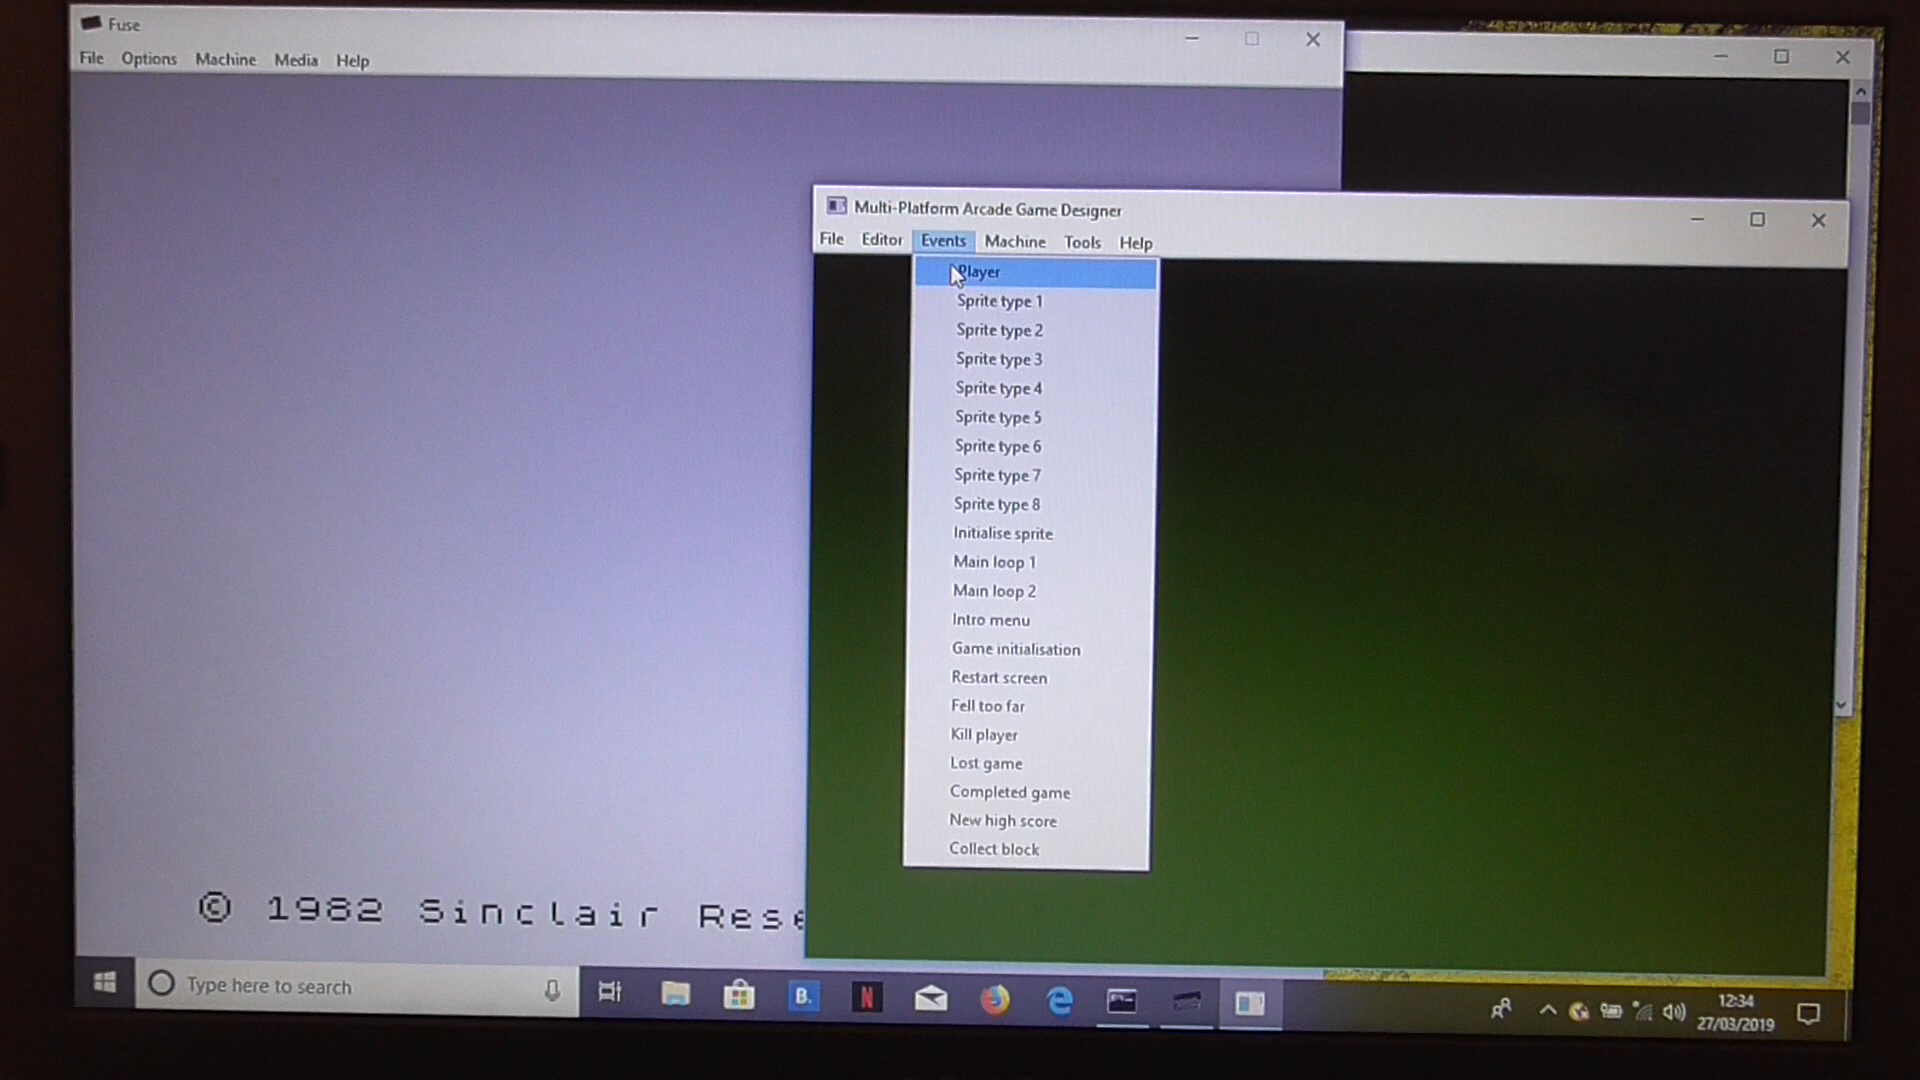 Fuse
File Options Machine Media Help
Multi-Platform Arcade Game Designer
File Editor Events Machine Tools Help
Player
Sprite type 1
Sprite type 2
Sprite type 3
Sprite type 4
Sprite type 5
Sprite type 6
Sprite type 7
Sprite type 8
Initialise sprite
Main loop 1
Main loop 2
Intro menu
Game initialisation
Restart screen
Fell too far
Kill player
Lost game
Completed game
New high score
Collect block
© 1982 Sinclair Rese
Type here to search
B.
N
12:34
27/03/2019